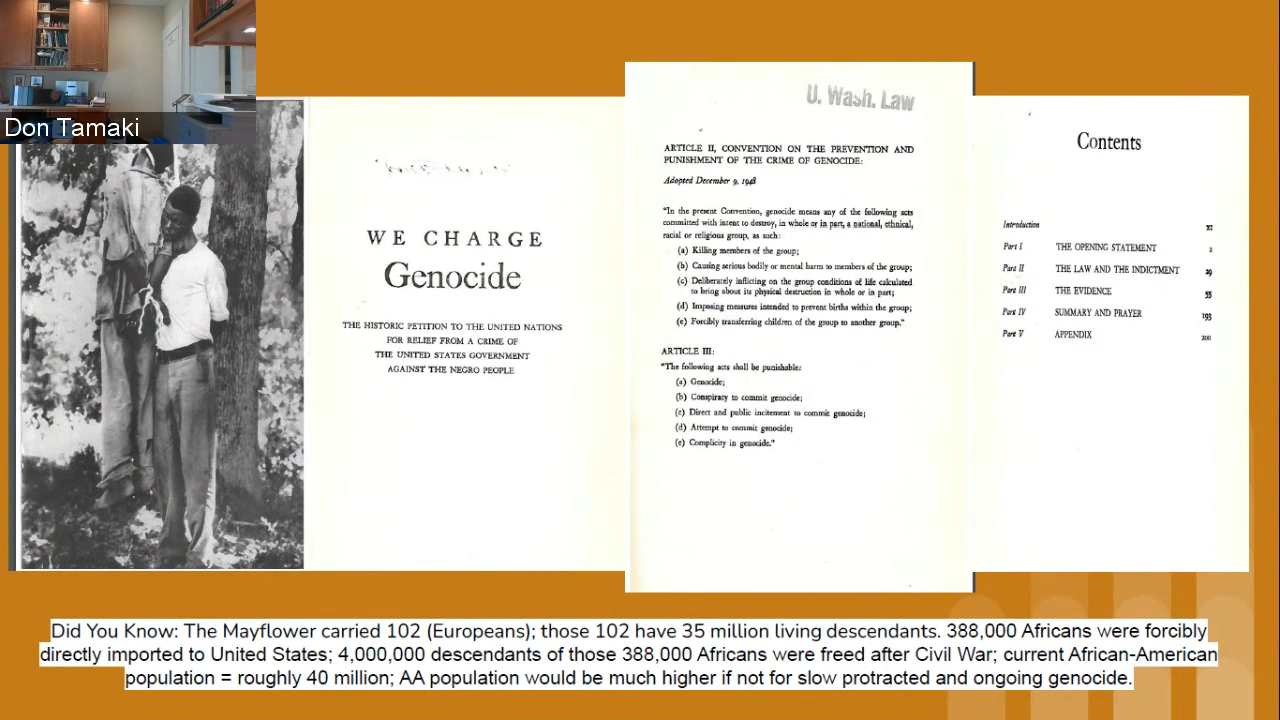 Don Tamaki
WE CHARGE
Genocide
THE HISTORIC PETITION TO THE UNITED NATIONS
FOR RELIEF FROM A CRIME OF
THE UNITED STATES GOVERNMENT
AGAINST THE NEGRO PEOPLE
U. Wash. Law
ARTICLE II, CONVENTION ON THE PREVENTION AND
PUNISHMENT OF THE CRIME OF GENOCIDE:
Adopted December 9, 1948
"In the present Convention, genocide means any of the following acts
committed with intent to destroy, in whole or in part, a national, ethnical,
racial or religious group, as such:
(a) Killing members of the group;
(b) Causing serious bodily or mental harm to members of the group;
(c) Deliberately inflicting on the group conditions of life calculated
to bring about its physical destruction in whole or in part;
(d) Imposing measures intended to prevent births within the group;
(e) Forcibly transferring children of the group to another group."
ARTICLE III:
"The following acts shall be punishable:
(a) Genocide;
(b) Conspiracy to commit genocide;
(c) Direct and public incitement to commit genocide;
(d) Attempt to commit genocide;
(e) Complicity in genocide."
Contents
Introduction xi
Part I THE OPENING STATEMENT 2
Part II THE LAW AND THE INDICTMENT 29
Part III THE EVIDENCE 55
Part IV SUMMARY AND PRAYER 193
Part V APPENDIX 200
Did You Know: The Mayflower carried 102 (Europeans); those 102 have 35 million living descendants. 388,000 Africans were forcibly
directly imported to United States; 4,000,000 descendants of those 388,000 Africans were freed after Civil War; current African-American
population = roughly 40 million; AA population would be much higher if not for slow protracted and ongoing genocide.